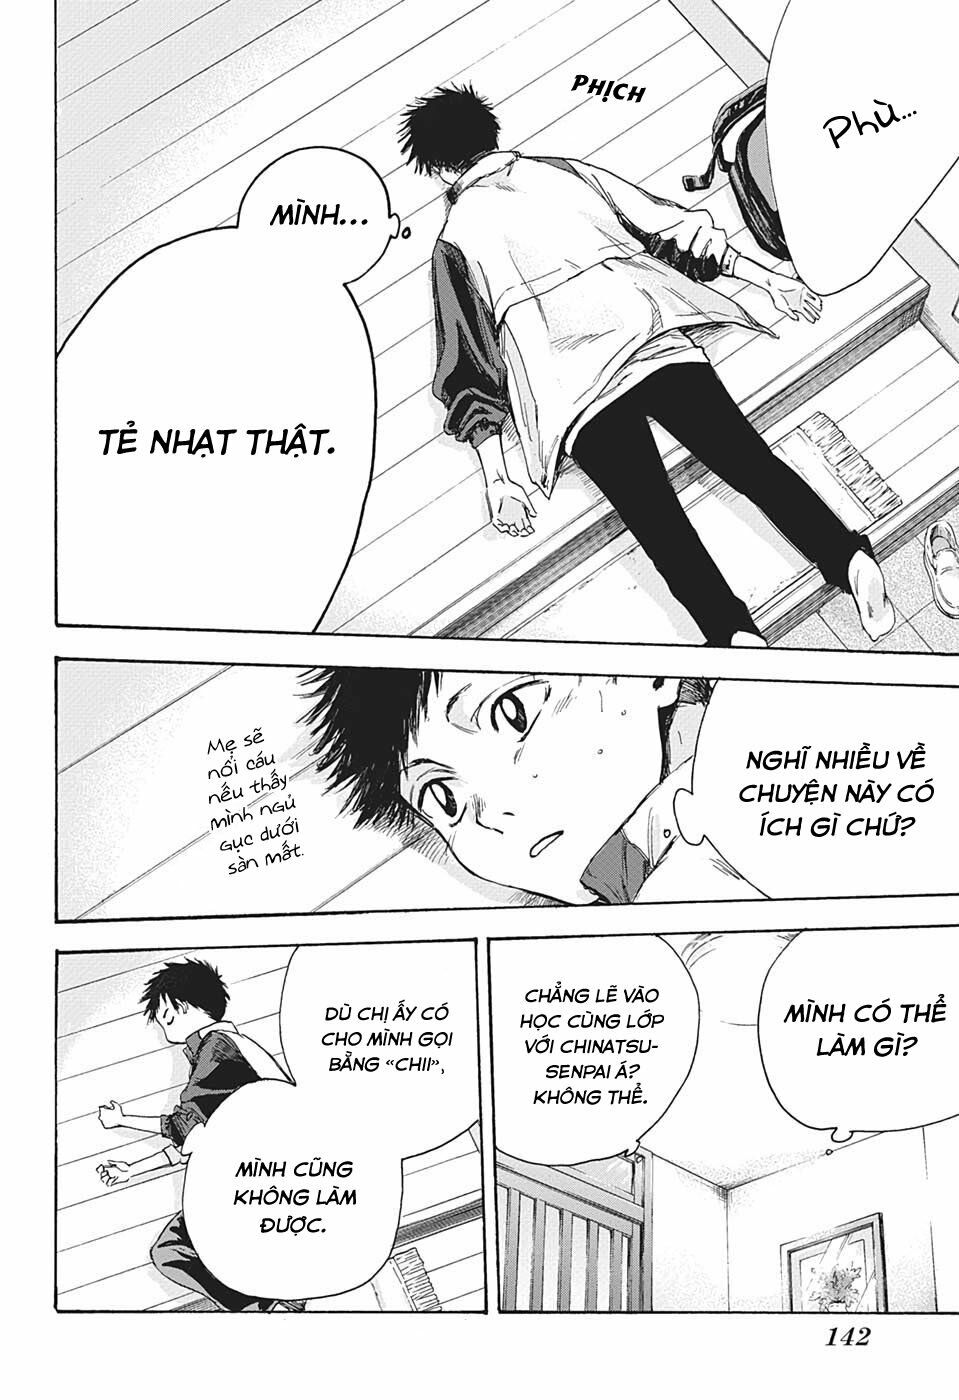 Phù...
PHỊCH
MÌNH...
TẺ NHẠT THẬT.
NGHĨ NHIỀU VỀ
CHUYỆN NÀY CÓ
ÍCH GÌ CHỨ?
Mẹ sẽ
nổi cáu
nếu thấy
mình ngủ
gục dưới
sàn mất.
MÌNH CÓ THỂ
LÀM GÌ?
CHẲNG LẼ VÀO
HỌC CÙNG LỚP
VỚI CHINATSU-
SENPAI Á?
KHÔNG THỂ.
DÙ CHỊ ẤY CÓ
CHO MÌNH GỌI
BẰNG «CHII»,
MÌNH CŨNG
KHÔNG LÀM
ĐƯỢC.
142